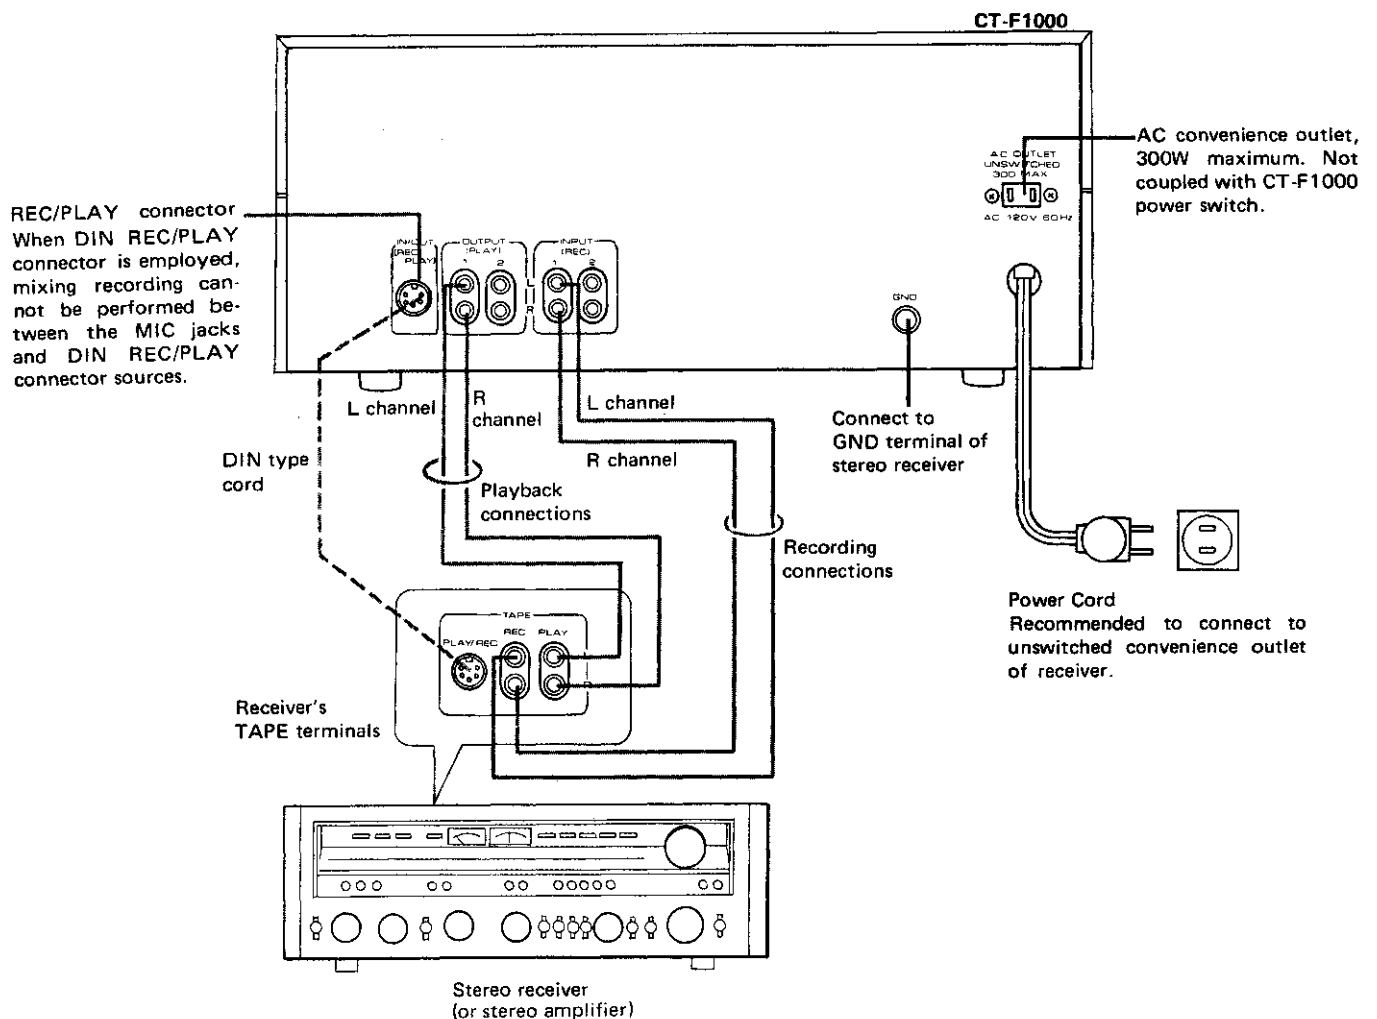 CT-F1000
AC convenience outlet,
300W maximum. Not
coupled with CT-F1000
power switch.
AC OUTLET
UNSWITCHED
300 MAX
AC 120V 60Hz
REC/PLAY connector
When DIN REC/PLAY
connector is employed,
mixing recording can-
not be performed be-
tween the MIC jacks
and DIN REC/PLAY
connector sources.
IN/OUT
(REC
PLAY)
OUTPUT
(PLAY)
1 2
INPUT
(REC)
1 2
L
R
GND
L channel
R
channel
L channel
R channel
Connect to
GND terminal of
stereo receiver
DIN type
cord
Playback
connections
Recording
connections
Power Cord
Recommended to connect to
unswitched convenience outlet
of receiver.
TAPE
PLAY/REC
REC
PLAY
R
Receiver's
TAPE terminals
Stereo receiver
(or stereo amplifier)